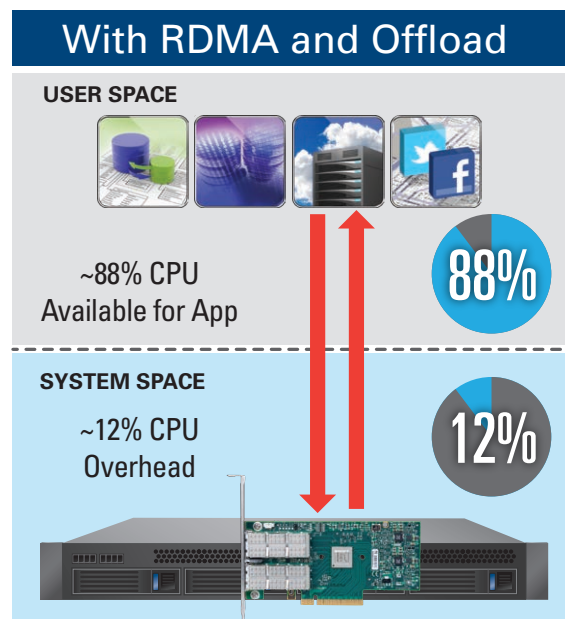 With RDMA and Offload
USER SPACE
f
~88% CPU
Available for App
88%
SYSTEM SPACE
~12% CPU
Overhead
12%